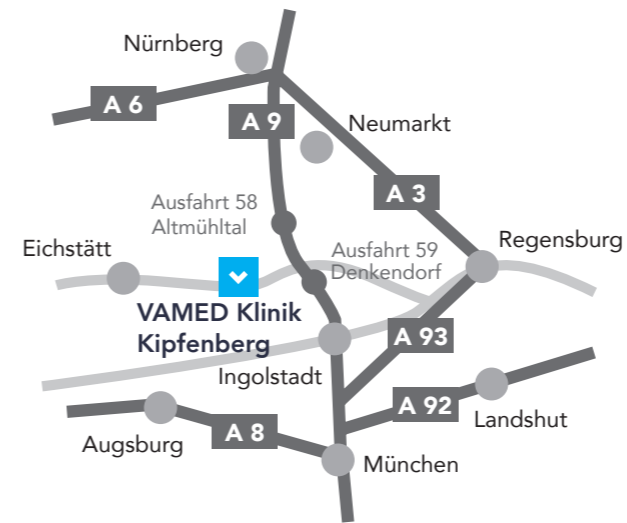 Nürnberg
A 6
A 9
Neumarkt
A 3
Ausfahrt 58
Altmühltal
Eichstätt
Ausfahrt 59
Denkendorf
Regensburg
VAMED Klinik
Kipfenberg
A 93
Ingolstadt
A 92
Landshut
A 8
Augsburg
München